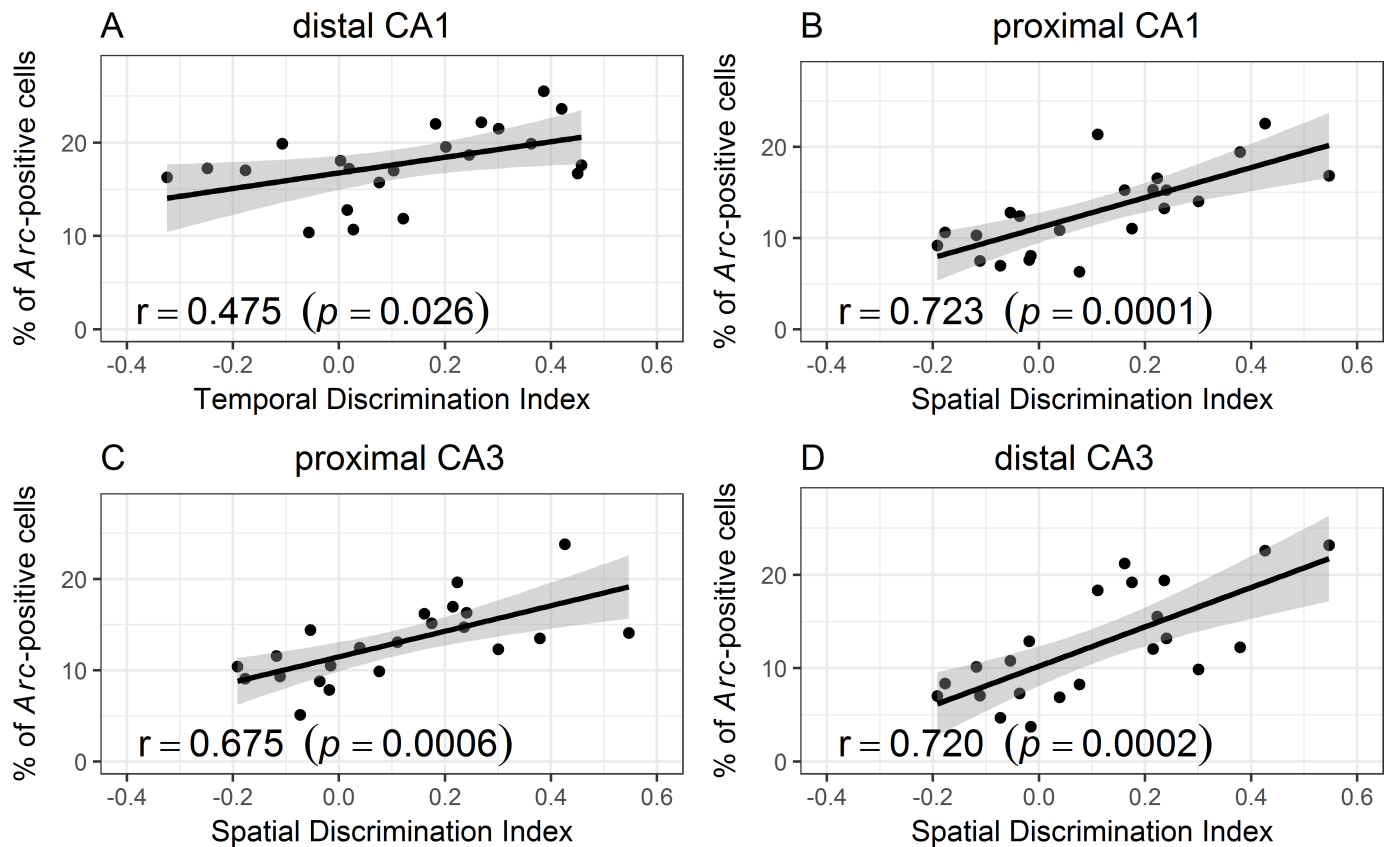 A distal CA1
% of Arc-positive cells
20
10
0
r = 0.475 (p = 0.026)
-0.4 -0.2 0.0 0.2 0.4 0.6
Temporal Discrimination Index
B proximal CA1
% of Arc-positive cells
20
10
0
r = 0.723 (p = 0.0001)
-0.4 -0.2 0.0 0.2 0.4 0.6
Spatial Discrimination Index
C proximal CA3
% of Arc-positive cells
20
10
0
r = 0.675 (p = 0.0006)
-0.4 -0.2 0.0 0.2 0.4 0.6
Spatial Discrimination Index
D distal CA3
% of Arc-positive cells
20
10
0
r = 0.720 (p = 0.0002)
-0.4 -0.2 0.0 0.2 0.4 0.6
Spatial Discrimination Index